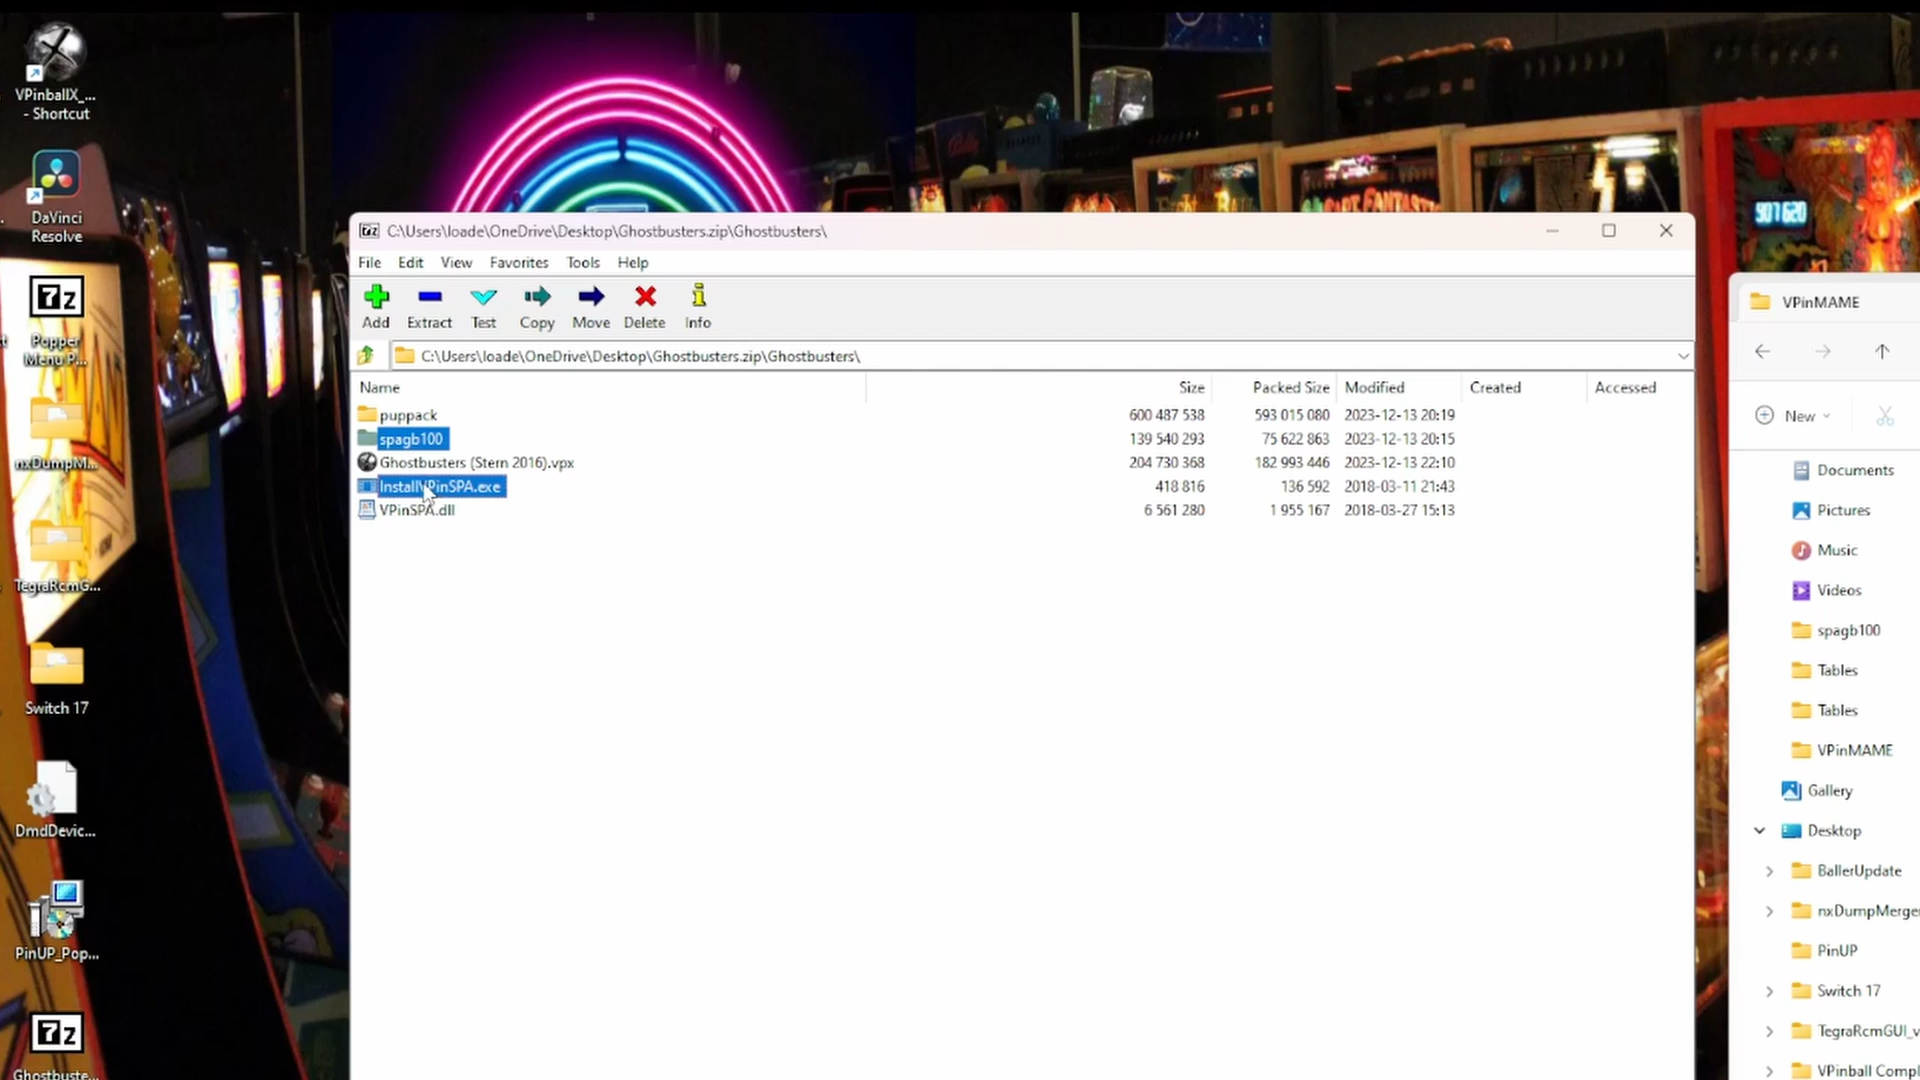 VPinballX_...
- Shortcut
DaVinci
Resolve
Popper
Menu P...
nxDumpM...
TegraRcmG...
Switch 17
DmdDevic...
PinUP_Pop...
Ghostbuste...
C:\Users\loade\OneDrive\Desktop\Ghostbusters.zip\Ghostbusters\
File Edit View Favorites Tools Help
Add Extract Test Copy Move Delete Info
C:\Users\loade\OneDrive\Desktop\Ghostbusters.zip\Ghostbusters\
Name Size Packed Size Modified Created Accessed
puppack 600 487 538 593 015 080 2023-12-13 20:19
spagb100 139 540 293 75 622 863 2023-12-13 20:15
Ghostbusters (Stern 2016).vpx 204 730 368 182 993 446 2023-12-13 22:10
InstallVPinSPA.exe 418 816 136 592 2018-03-11 21:43
VPinSPA.dll 6 561 280 1 955 167 2018-03-27 15:13
VPinMAME
New
Documents
Pictures
Music
Videos
spagb100
Tables
Tables
VPinMAME
Gallery
Desktop
BallerUpdate
nxDumpMerger
PinUP
Switch 17
TegraRcmGUI_v
VPinball Compl
907620